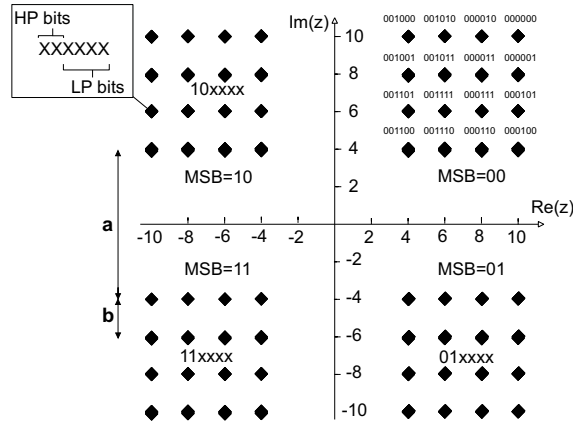 HP bits
XXXXXX
LP bits
Im(z)
10
8
6
4
2
001000 001010 000010 000000
001001 001011 000011 000001
001101 001111 000111 000101
001100 001110 000110 000100
10xxxx
MSB=10
MSB=00
Re(z)
-10 -8 -6 -4 -2
2 4 6 8 10
a
MSB=11
MSB=01
-2
-4
b
-6
11xxxx
01xxxx
-8
-10